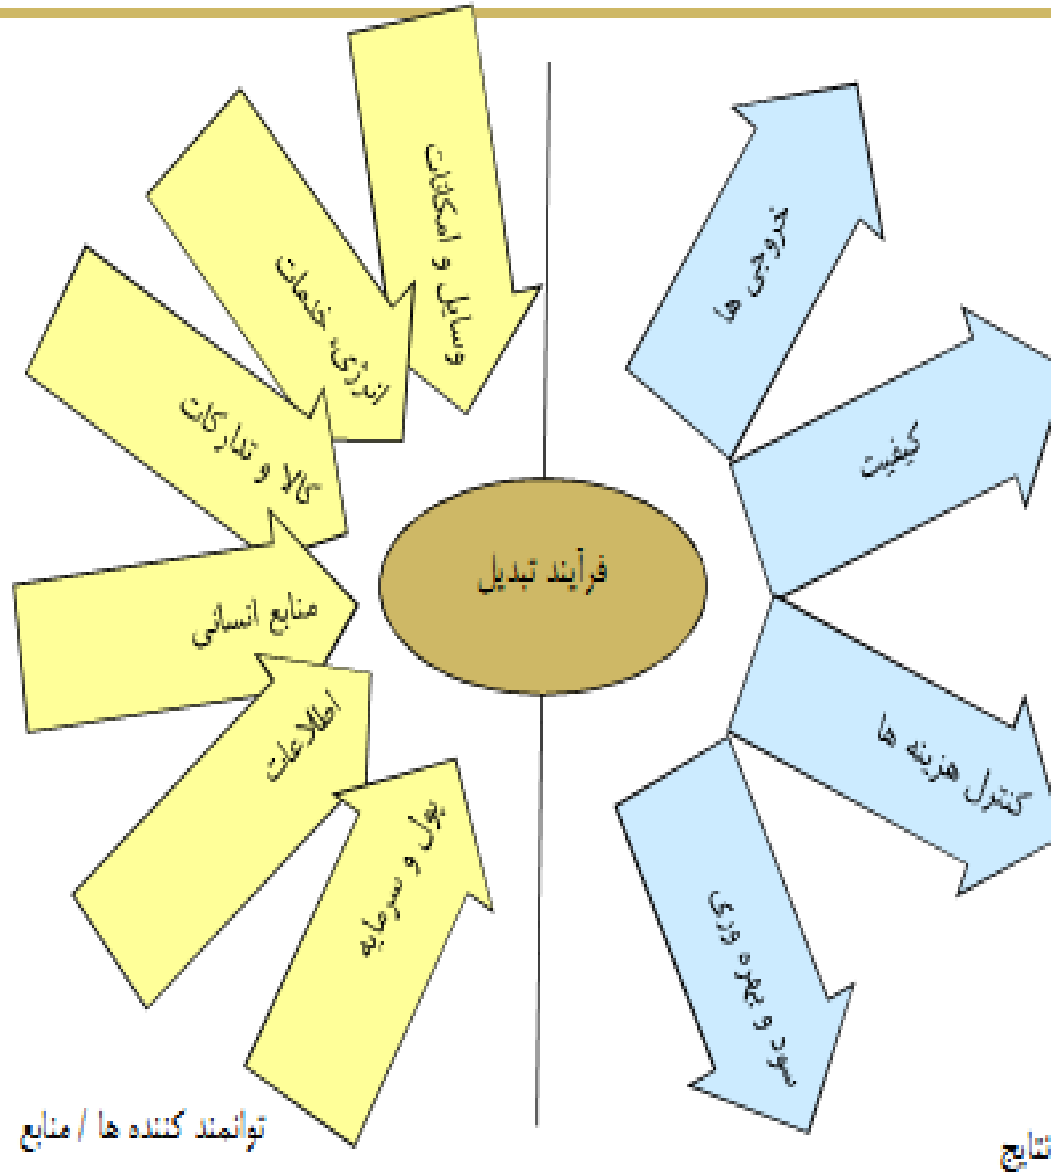 وسایل و امکانات
انرژی، خدمات
کالا و تدارکات
منابع انسانی
اطلاعات
پول و سرمایه
فرآیند تبدیل
خروجی ها
کیفیت
کنترل هزینه ها
سود و بهره وری
توانمند کننده ها / منابع
نتایج